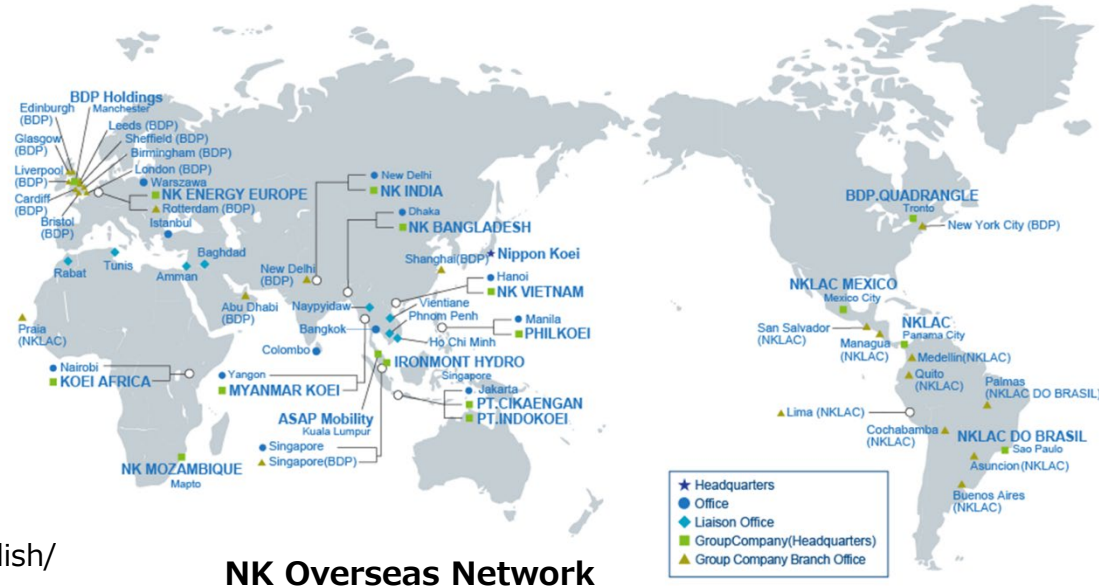 BDP Holdings
Manchester
Edinburgh
(BDP)
Leeds (BDP)
Glasgow
(BDP)
Sheffield (BDP)
Birmingham (BDP)
Liverpool
(BDP)
London (BDP)
Cardiff
(BDP)
Bristol
(BDP)
Warszawa
NK ENERGY EUROPE
Rotterdam (BDP)
Istanbul
Rabat
Tunis
Amman
Baghdad
Praia
(NKLAC)
Abu Dhabi
(BDP)
New Delhi
(BDP)
New Delhi
NK INDIA
Dhaka
NK BANGLADESH
Shanghai(BDP)
Nippon Koei
Hanoi
NK VIETNAM
Naypyidaw
Vientiane
Phnom Penh
Manila
PHILKOEI
Bangkok
Ho Chi Minh
Colombo
IRONMONT HYDRO
Singapore
Nairobi
KOEI AFRICA
Yangon
MYANMAR KOEI
Jakarta
PT.CIKAENGAN
PT.INDOKOEI
ASAP Mobility
Kuala Lumpur
Singapore
Singapore(BDP)
NK MOZAMBIQUE
Mapto
BDP.QUADRANGLE
Tronto
New York City (BDP)
NKLAC MEXICO
Mexico City
San Salvador
(NKLAC)
Managua
(NKLAC)
NKLAC
Panama City
Medellin(NKLAC)
Quito
(NKLAC)
Palmas
(NKLAC DO BRASIL)
Lima (NKLAC)
Cochabamba
(NKLAC)
NKLAC DO BRASIL
Sao Paulo
Asuncion(NKLAC)
Buenos Aires
(NKLAC)
Headquarters
Office
Liaison Office
GroupCompany(Headquarters)
Group Company Branch Office
lish/
NK Overseas Network